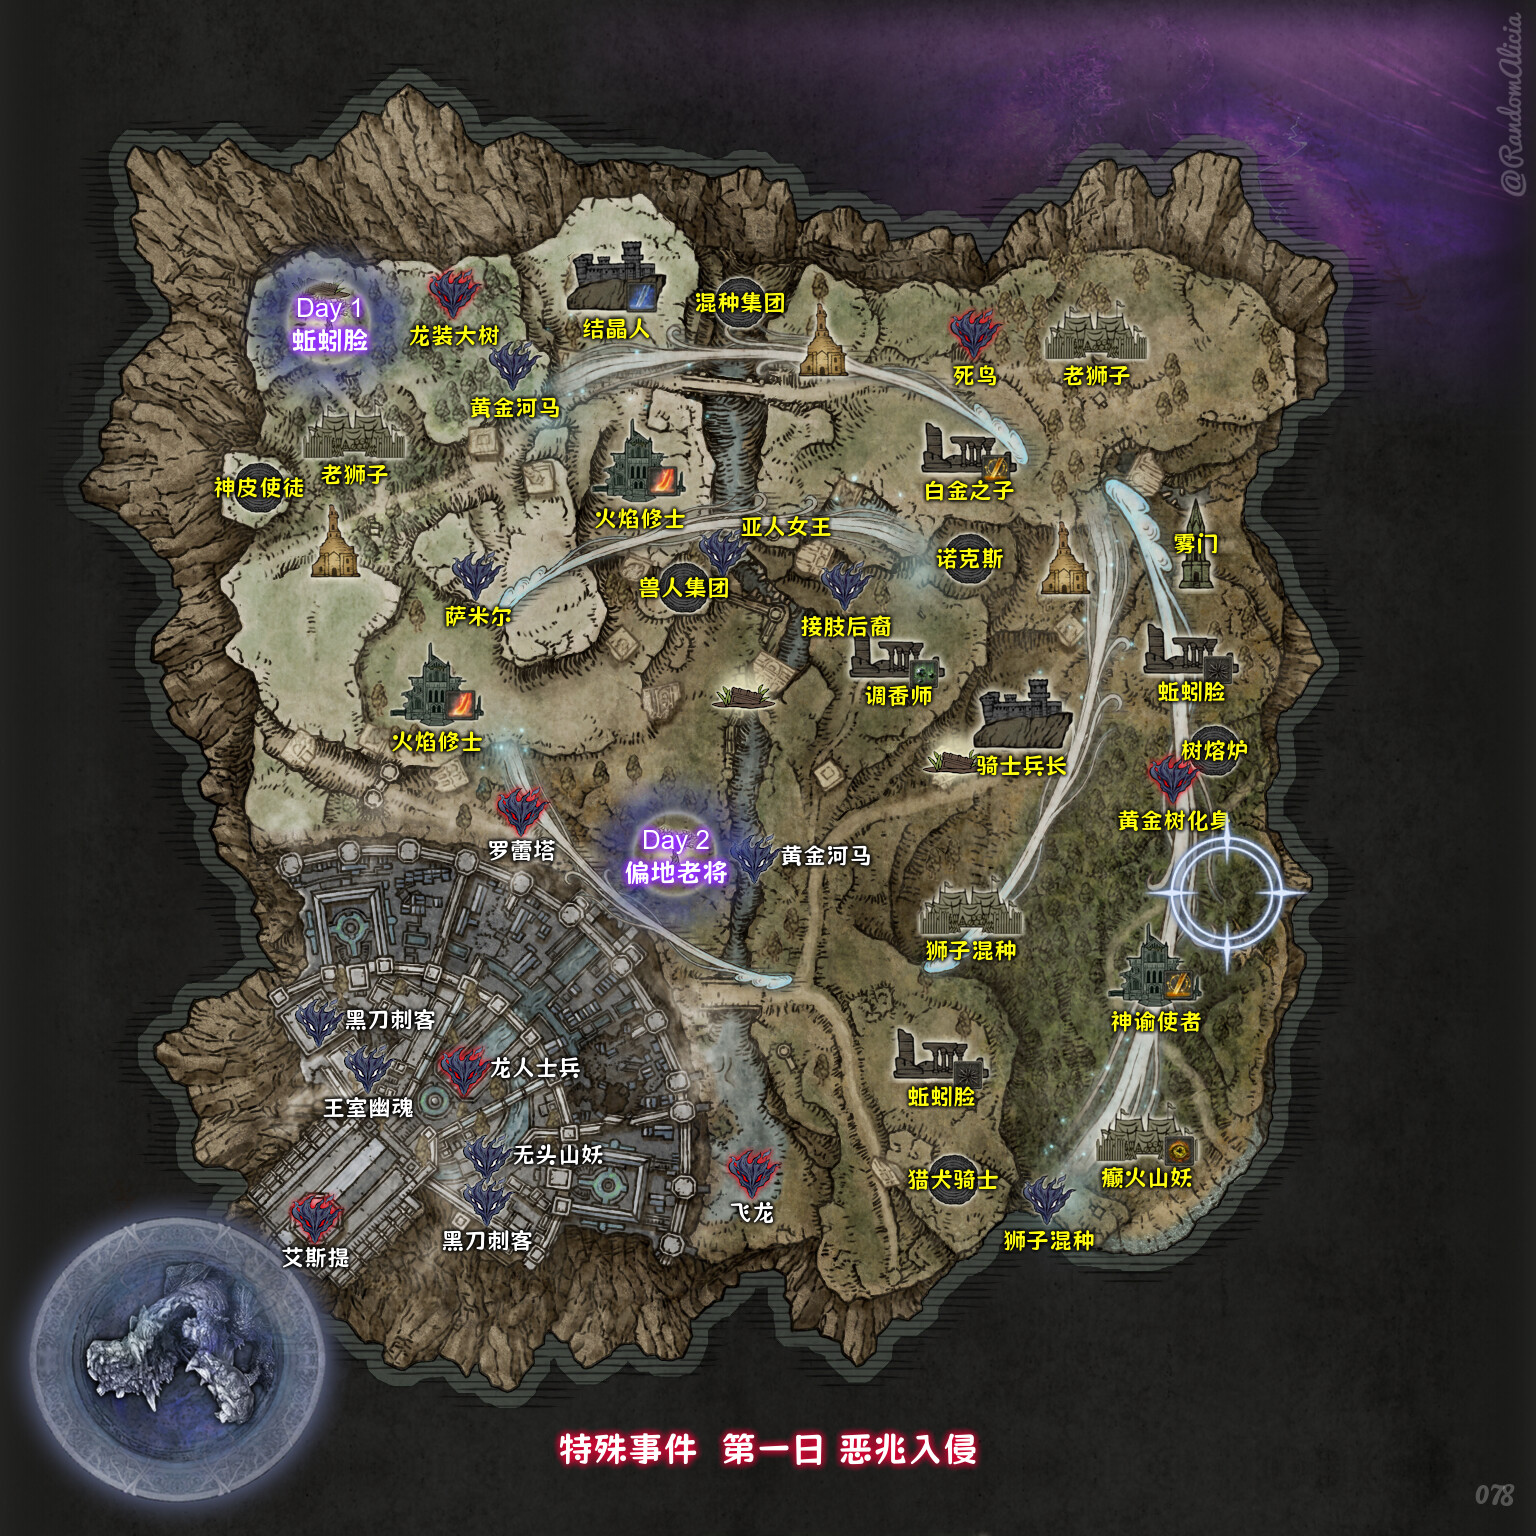 @RandomAlicia
Day 1
蚯蚓脸
龙装大树
结晶人
混种集团
死鸟
老狮子
黄金河马
老狮子
神皮使徒
火焰修士
白金之子
亚人女王
雾门
诺克斯
兽人集团
萨米尔
接肢后裔
调香师
蚯蚓脸
火焰修士
树熔炉
骑士兵长
黄金树化身
罗蕾塔
Day 2
偏地老将
黄金河马
狮子混种
黑刀刺客
神谕使者
龙人士兵
蚯蚓脸
王室幽魂
无头山妖
猎犬骑士
癫火山妖
飞龙
黑刀刺客
狮子混种
艾斯提
特殊事件 第一日 恶兆入侵
078